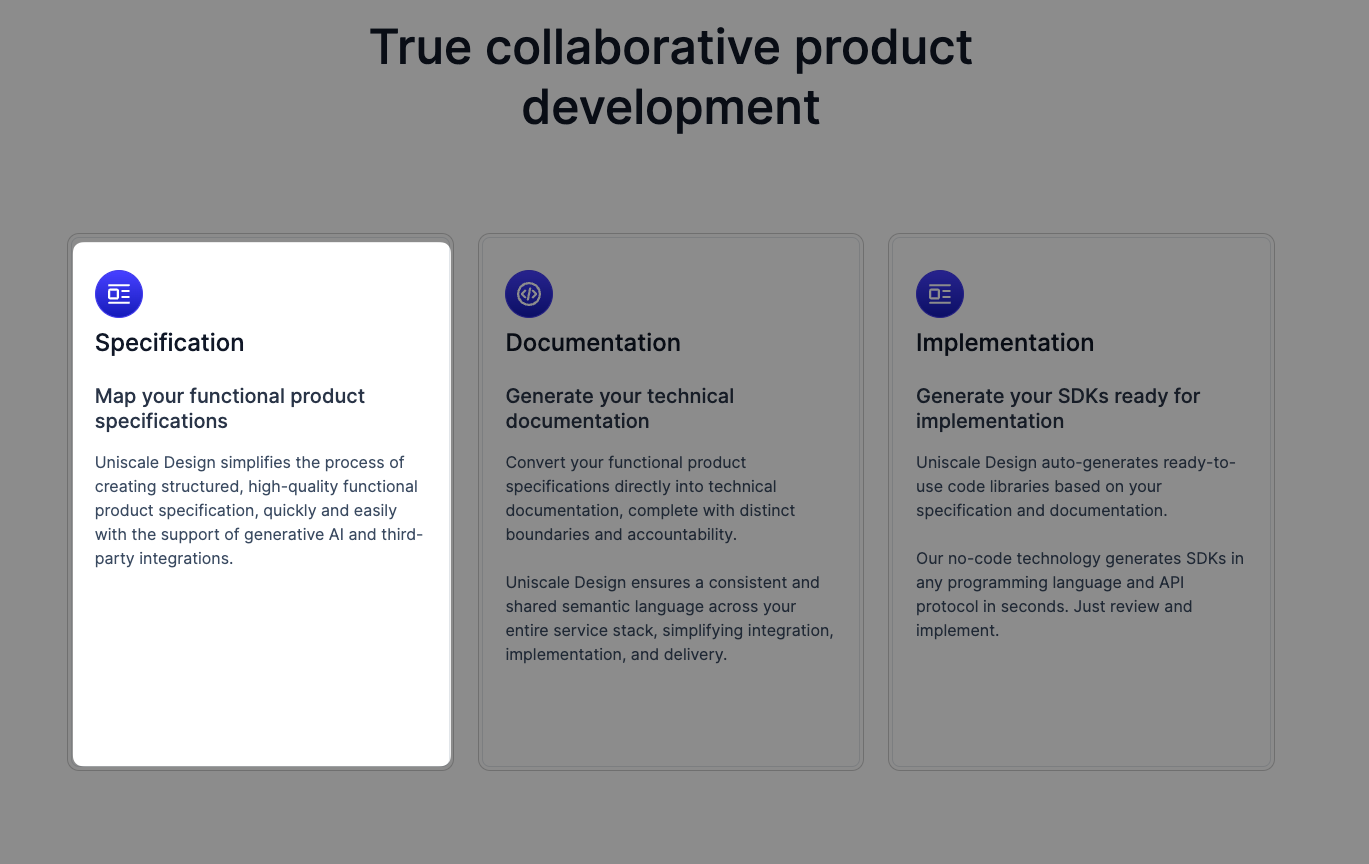 True collaborative product
development
Specification
Map your functional product
specifications
Uniscale Design simplifies the process of
creating structured, high-quality functional
product specification, quickly and easily
with the support of generative AI and third-
party integrations.
Documentation
Generate your technical
documentation
Convert your functional product
specifications directly into technical
documentation, complete with distinct
boundaries and accountability.
Uniscale Design ensures a consistent and
shared semantic language across your
entire service stack, simplifying integration,
implementation, and delivery.
Implementation
Generate your SDKs ready for
implementation
Uniscale Design auto-generates ready-to-
use code libraries based on your
specification and documentation.
Our no-code technology generates SDKs in
any programming language and API
protocol in seconds. Just review and
implement.